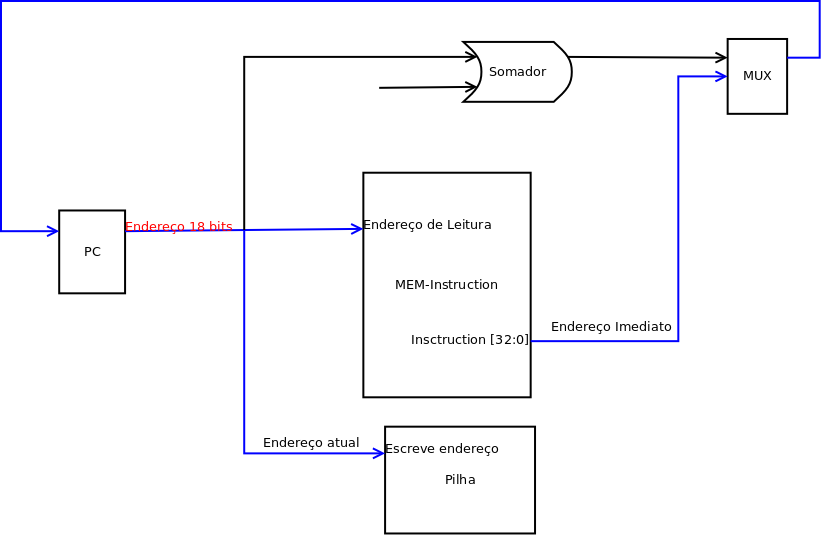 Somador
MUX
Endereço 18 bits
Endereço de Leitura
PC
MEM-Instruction
Endereço Imediato
Insctruction [32:0]
Endereço atual
Escreve endereço
Pilha